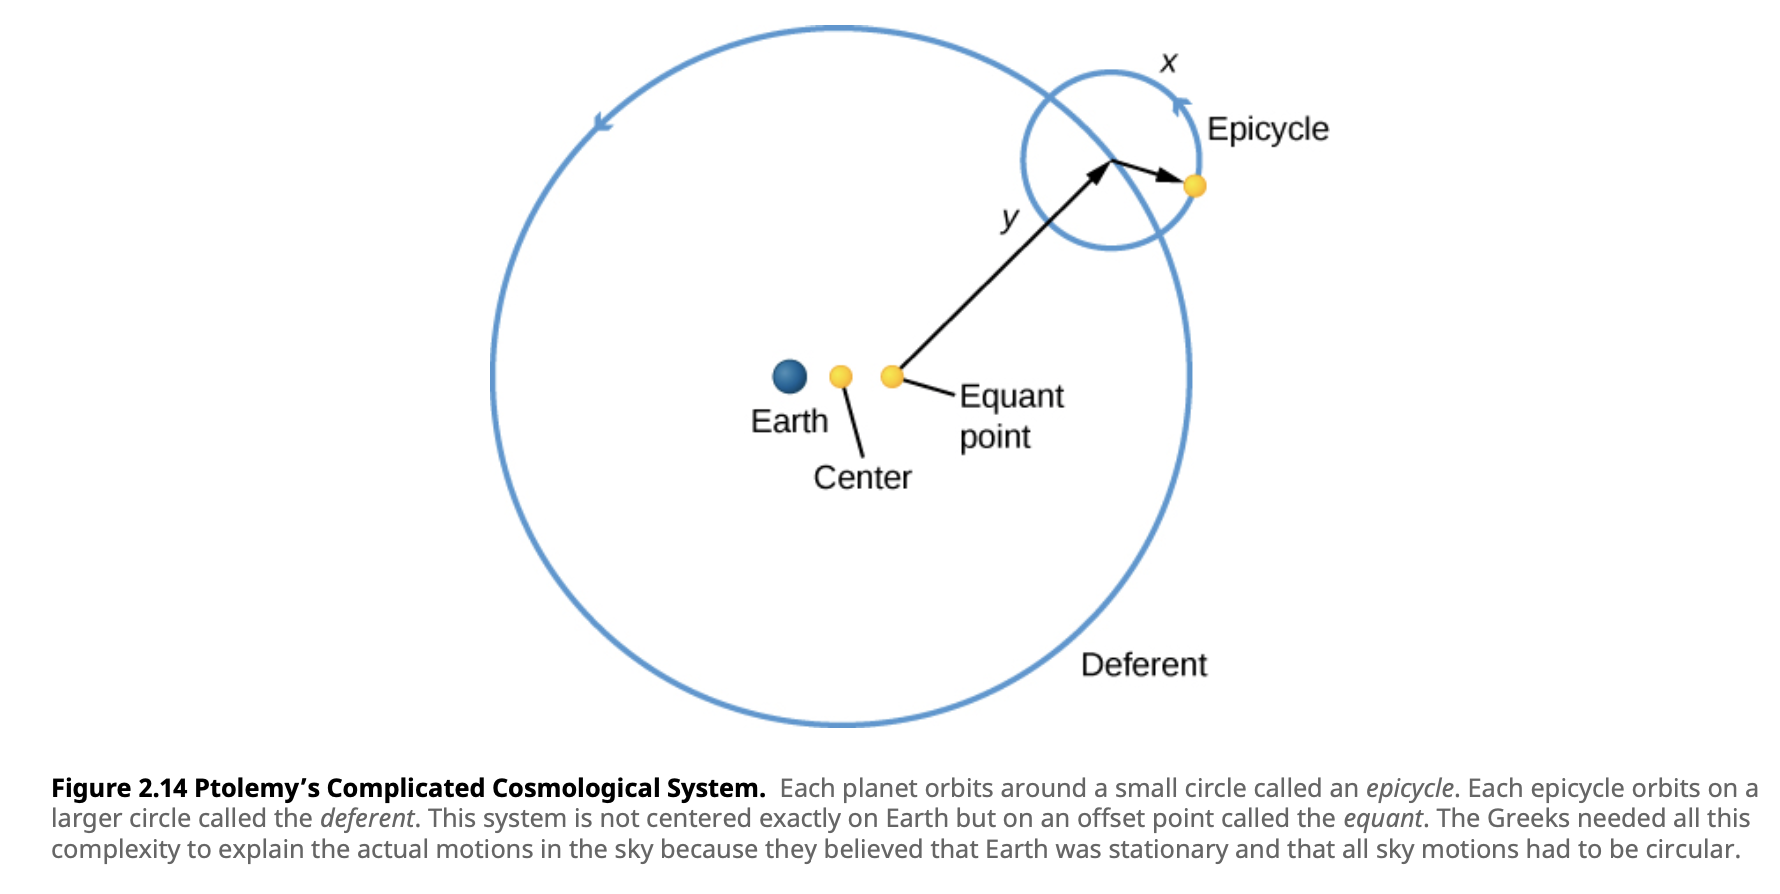 x
Epicycle
y
Equant
point
Earth
Center
Deferent
Figure 2.14 Ptolemy’s Complicated Cosmological System. Each planet orbits around a small circle called an epicycle. Each epicycle orbits on a
larger circle called the deferent. This system is not centered exactly on Earth but on an offset point called the equant. The Greeks needed all this
complexity to explain the actual motions in the sky because they believed that Earth was stationary and that all sky motions had to be circular.